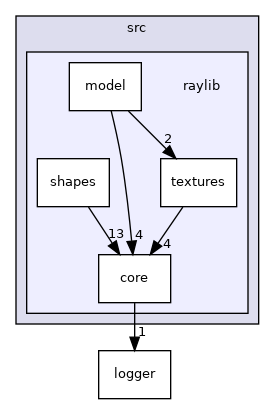 src
model
raylib
2
shapes
textures
13
4
4
core
1
logger